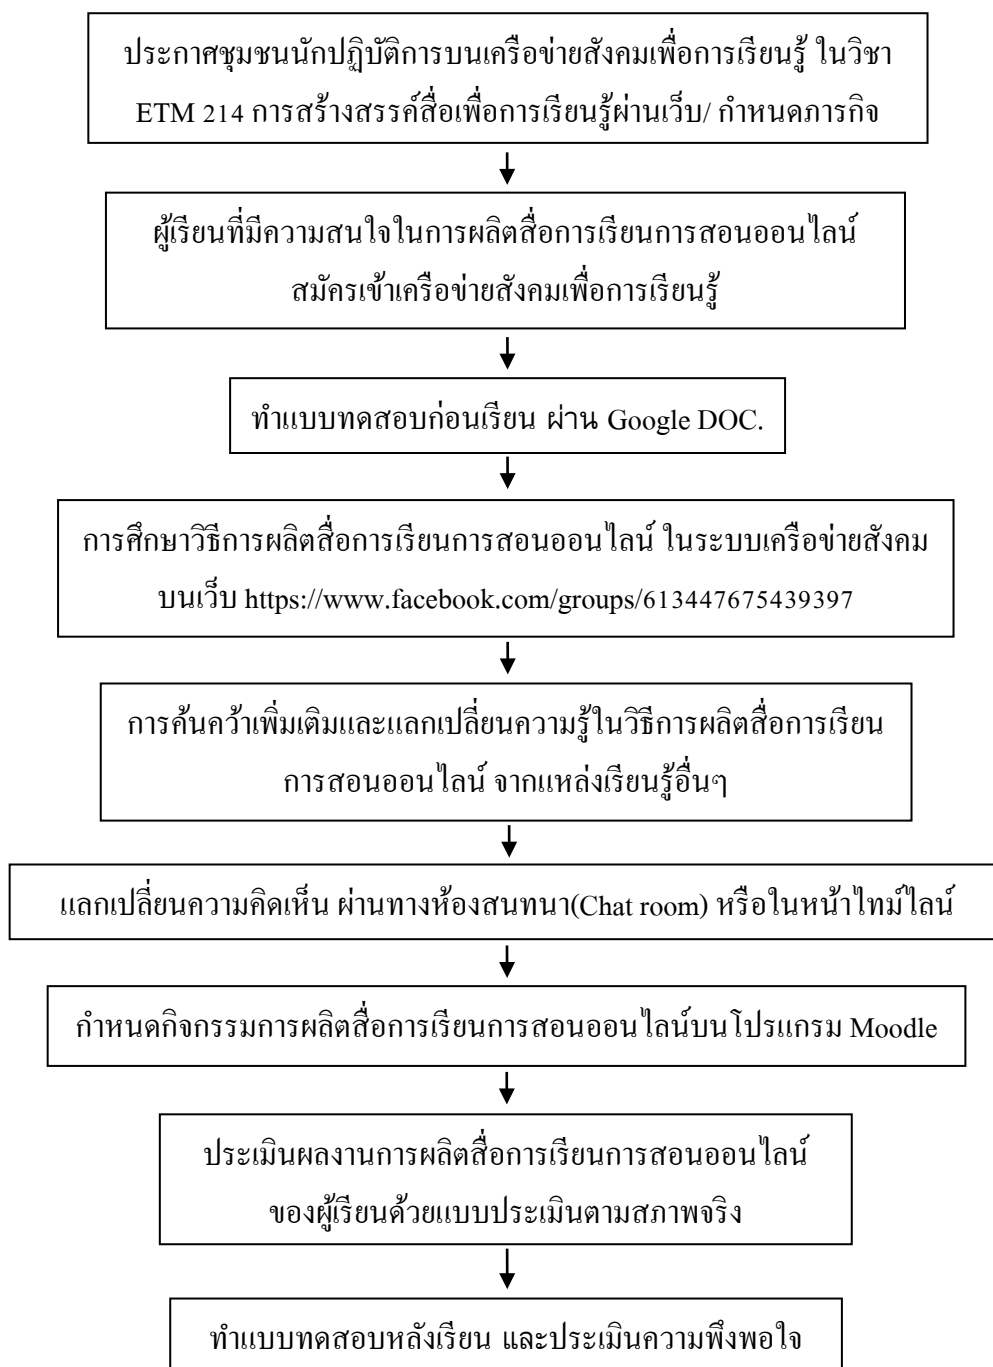 ประกาศชุมชนนักปฏิบัติการบนเครือข่ายสังคมเพื่อการเรียนรู้ ในวิชา
ETM 214 การสร้างสรรค์สื่อเพื่อการเรียนรู้ผ่านเว็บ/ กำหนดภารกิจ
ผู้เรียนที่มีความสนใจในการผลิตสื่อการเรียนการสอนออนไลน์
สมัครเข้าเครือข่ายสังคมเพื่อการเรียนรู้
ทำแบบทดสอบก่อนเรียน ผ่าน Google DOC.
การศึกษาวิธีการผลิตสื่อการเรียนการสอนออนไลน์ ในระบบเครือข่ายสังคม
บนเว็บ https://www.facebook.com/groups/613447675439397
การค้นคว้าเพิ่มเติมและแลกเปลี่ยนความรู้ในวิธีการผลิตสื่อการเรียน
การสอนออนไลน์ จากแหล่งเรียนรู้อื่นๆ
แลกเปลี่ยนความคิดเห็น ผ่านทางห้องสนทนา(Chat room) หรือในหน้าไทม์ไลน์
กำหนดกิจกรรมการผลิตสื่อการเรียนการสอนออนไลน์บนโปรแกรม Moodle
ประเมินผลงานการผลิตสื่อการเรียนการสอนออนไลน์
ของผู้เรียนด้วยแบบประเมินตามสภาพจริง
ทำแบบทดสอบหลังเรียน และประเมินความพึงพอใจ